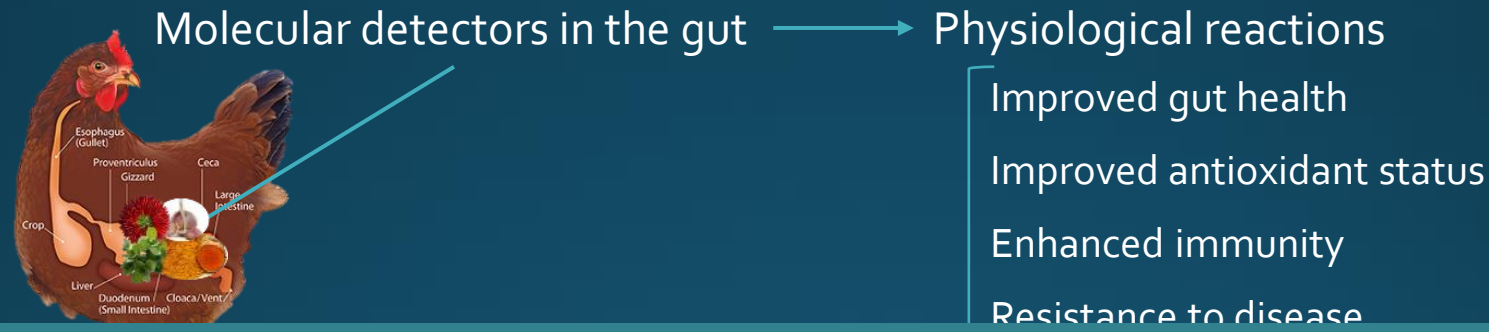 Molecular detectors in the gut
Physiological reactions
Improved gut health
Improved antioxidant status
Enhanced immunity
Resistance to disease
Esophagus
(Gullet)
Proventriculus
Ceca
Gizzard
Large
Intestine
Crop
Liver
Duodenum
(Small Intestine)
Cloaca/Vent